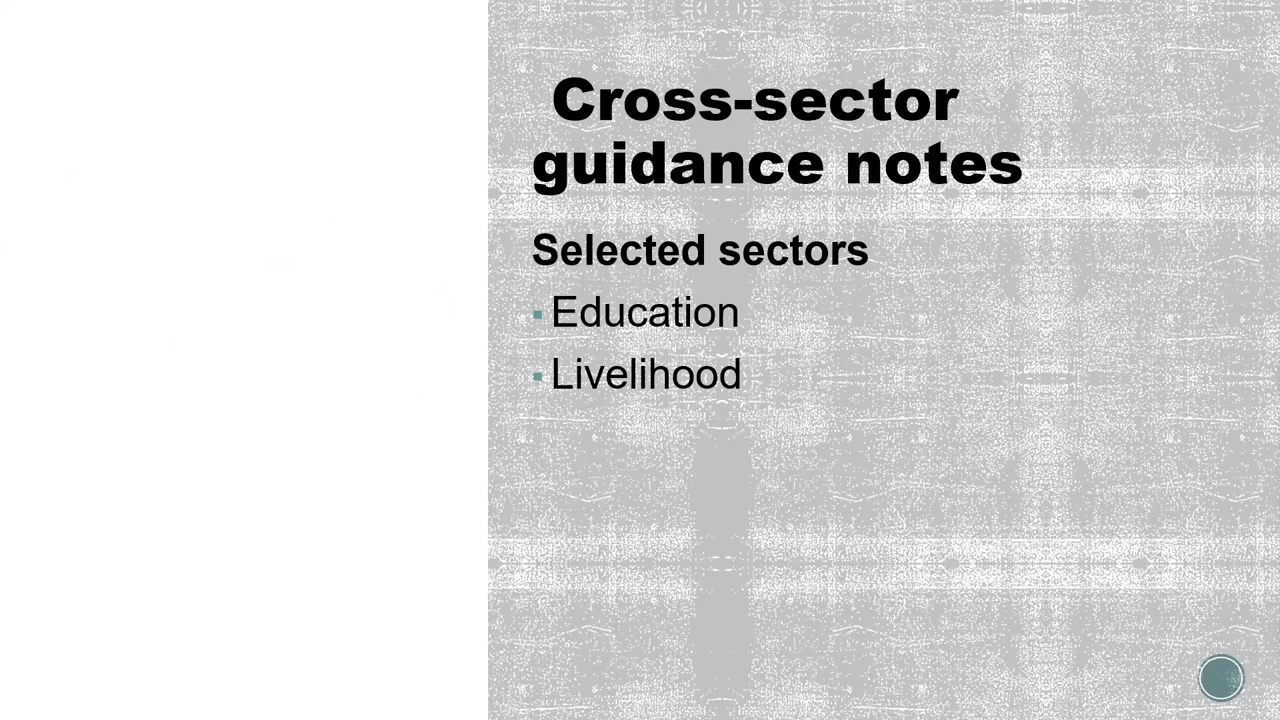 Cross-sector
guidance notes
Selected sectors
▪ Education
▪ Livelihood